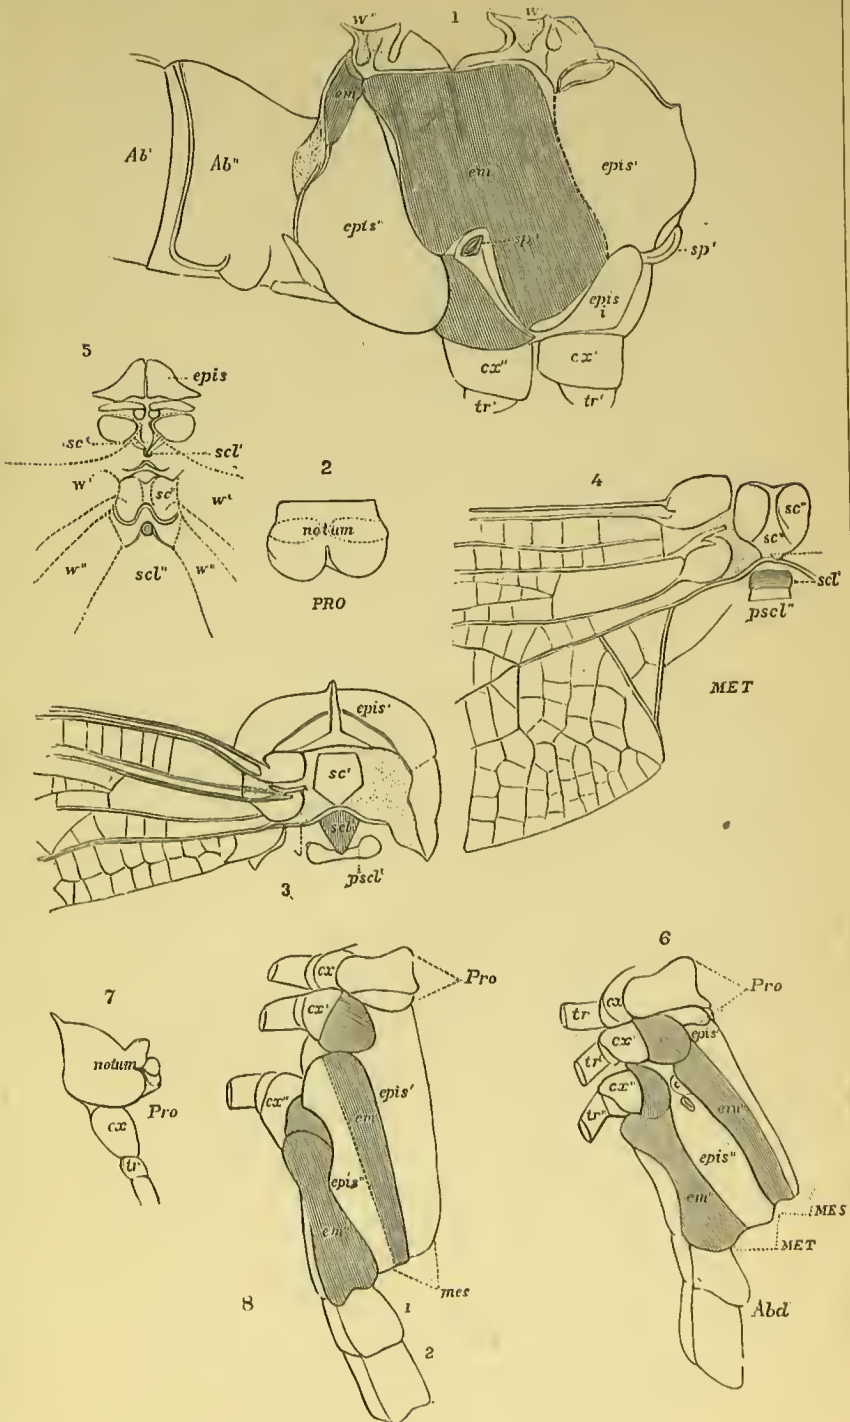 1
w"
w'
Ab'
Ab"
em
epis"
em
epis'
sp'
sp'
epis
i
cx"
cx'
tr'
tr'
5
epis
sc'
scl'
w'
sc"
w'
w"
scl"
w"
2
notum
PRO
4
sc"
sc"
scl'
pscl"
MET
epis'
sc'
scl'
pscl'
3
6
7
cx
Pro
cx'
Pro
cx
tr
epis'
cx'
tr'
notum
Pro
cx
tr
cx"
epis'
em'
cx"
tr"
em"
epis"
epis"
em"
em"
MES
MET
8
mes
1
2
Abd